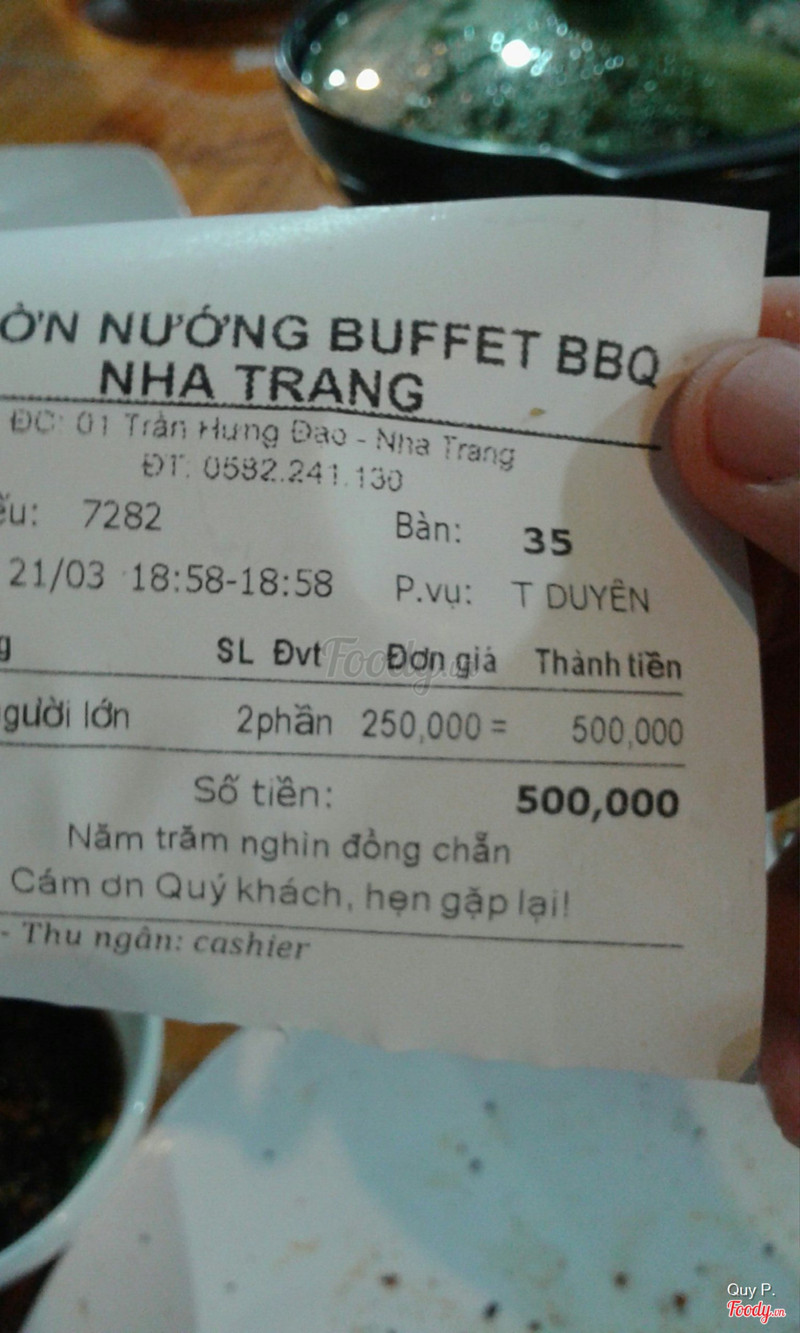 ỜN NƯỚNG BUFFET BBQ
NHA TRANG
ĐC: 01 Trần Hưng Đạo - Nha Trang
ĐT: 0582.241.130
ếu: 7282 Bàn: 35
21/03 18:58-18:58 P.vụ: T DUYÊN
g SL Đvt Đơn giá Thành tiền
gười lớn 2phần 250,000 = 500,000
Số tiền: 500,000
Năm trăm nghìn đồng chẵn
Cám ơn Quý khách, hẹn gặp lại!
- Thu ngân: cashier
Foody.vn
Quy P.
Foody.vn